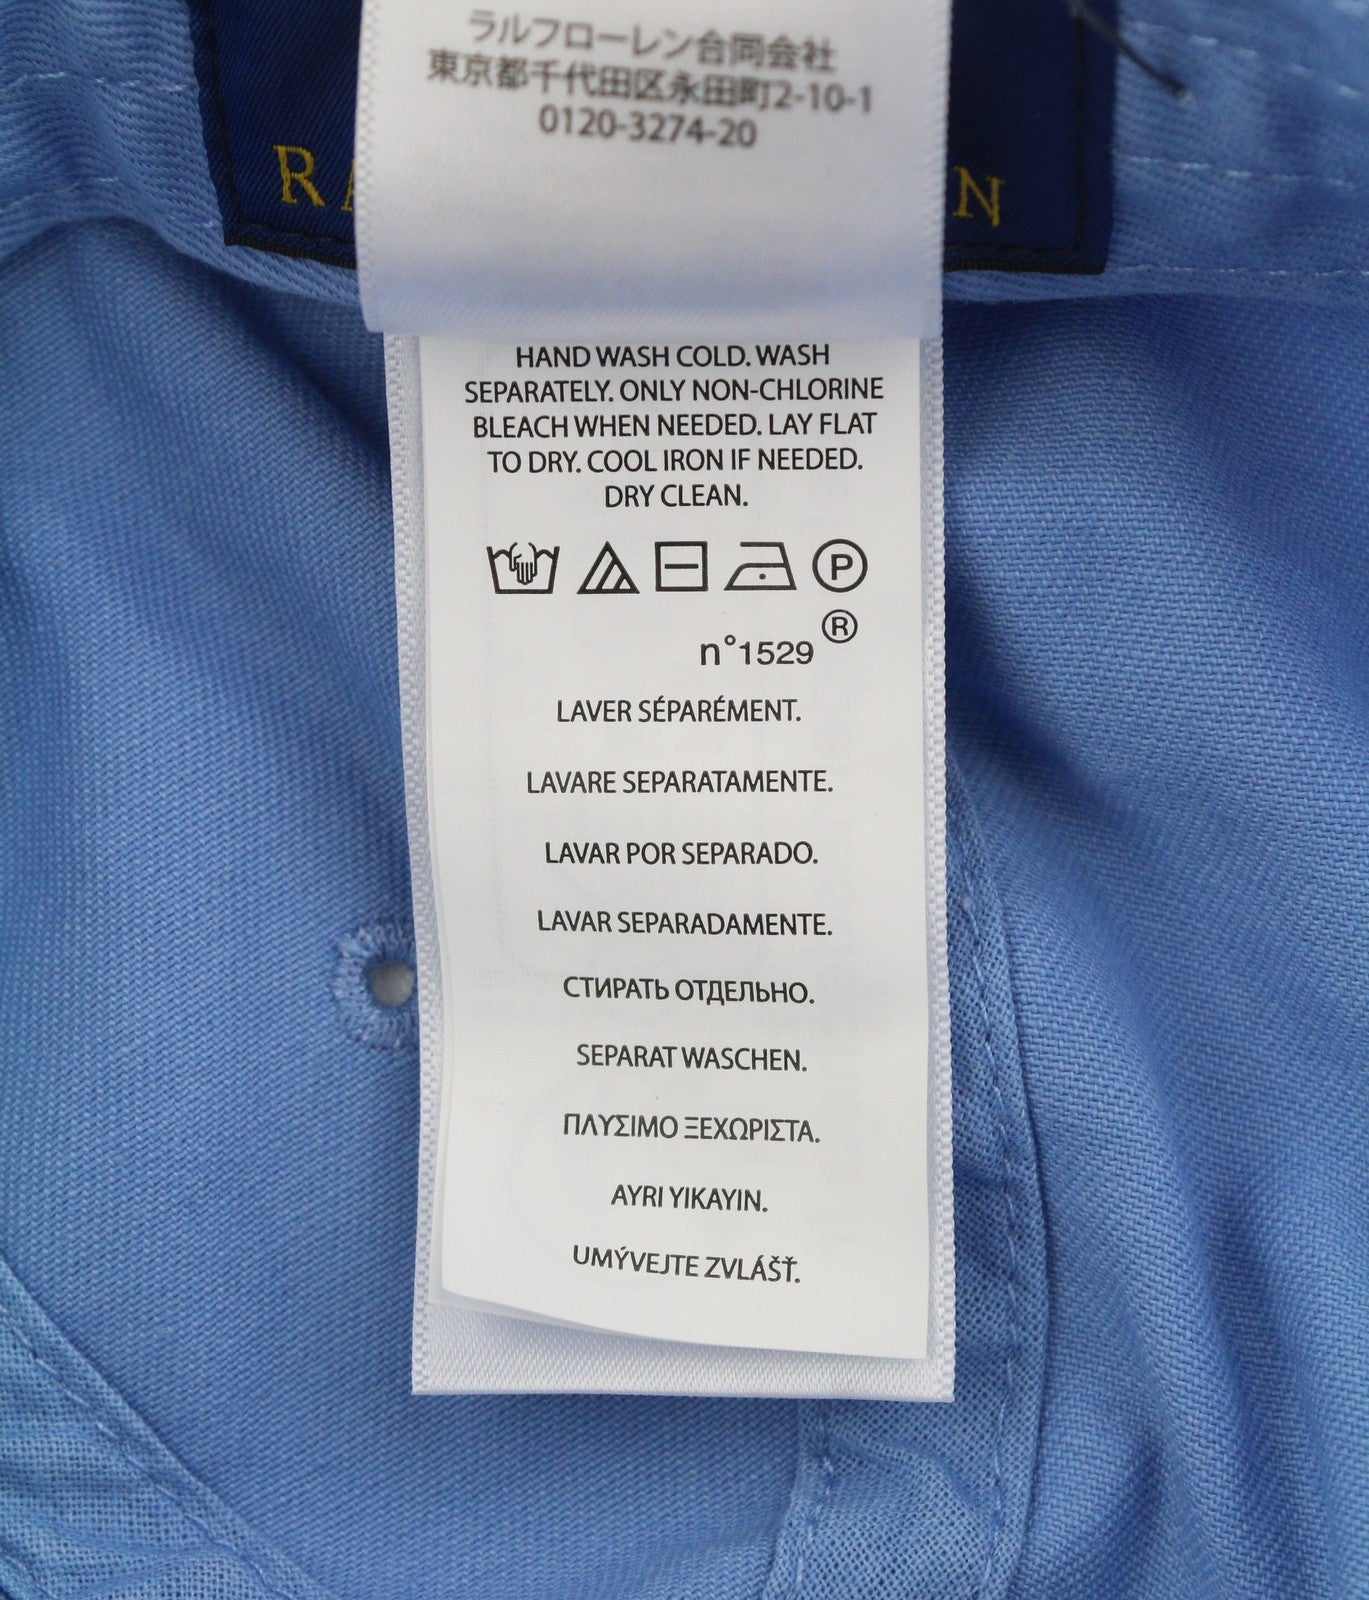 ラルフローレン合同会社
東京都千代田区永田町2-10-1
0120-3274-20
HAND WASH COLD. WASH
SEPARATELY. ONLY NON-CHLORINE
BLEACH WHEN NEEDED. LAY FLAT
TO DRY. COOL IRON IF NEEDED.
DRY CLEAN.
P
n°1529 ®
LAVER SÉPARÉMENT.
LAVARE SEPARATAMENTE.
LAVAR POR SEPARADO.
LAVAR SEPARADAMENTE.
СТИРАТЬ ОТДЕЛЬНО.
SEPARAT WASCHEN.
ΠΛΥΣΙΜΟ ΞΕΧΩΡΙΣΤΑ.
AYRI YIKAYIN.
UMÝVEJTE ZVLÁŠŤ.